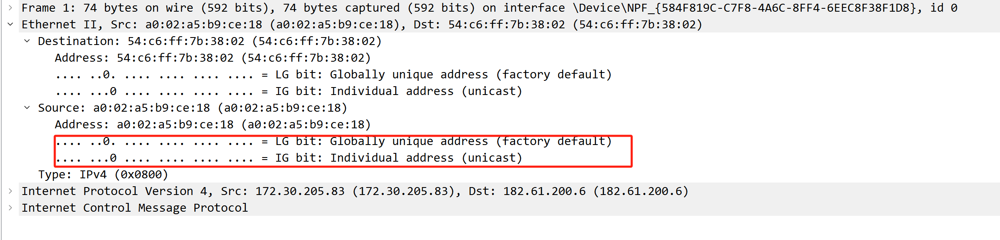 Frame 1: 74 bytes on wire (592 bits), 74 bytes captured (592 bits) on interface \Device\NPF_{584F819C-C7F8-4A6C-8FF4-6EEC8F38F1D8}, id 0
Ethernet II, Src: a0:02:a5:b9:ce:18 (a0:02:a5:b9:ce:18), Dst: 54:c6:ff:7b:38:02 (54:c6:ff:7b:38:02)
Destination: 54:c6:ff:7b:38:02 (54:c6:ff:7b:38:02)
Address: 54:c6:ff:7b:38:02 (54:c6:ff:7b:38:02)
.... ..0. .... .... .... .... = LG bit: Globally unique address (factory default)
.... ...0 .... .... .... .... = IG bit: Individual address (unicast)
Source: a0:02:a5:b9:ce:18 (a0:02:a5:b9:ce:18)
Address: a0:02:a5:b9:ce:18 (a0:02:a5:b9:ce:18)
.... ..0. .... .... .... .... = LG bit: Globally unique address (factory default)
.... ...0 .... .... .... .... = IG bit: Individual address (unicast)
Type: IPv4 (0x0800)
Internet Protocol Version 4, Src: 172.30.205.83 (172.30.205.83), Dst: 182.61.200.6 (182.61.200.6)
Internet Control Message Protocol